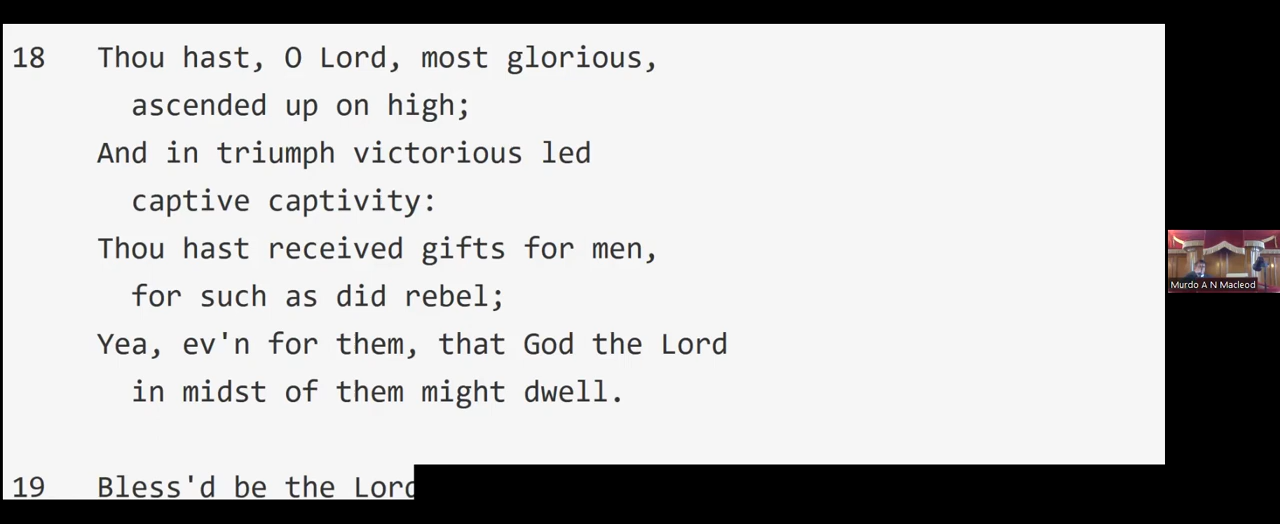 18 Thou hast, O Lord, most glorious,
ascended up on high;
And in triumph victorious led
captive captivity:
Thou hast received gifts for men,
for such as did rebel;
Yea, ev'n for them, that God the Lord
in midst of them might dwell.
19 Bless'd be the Lord
Murdo A N Macleod